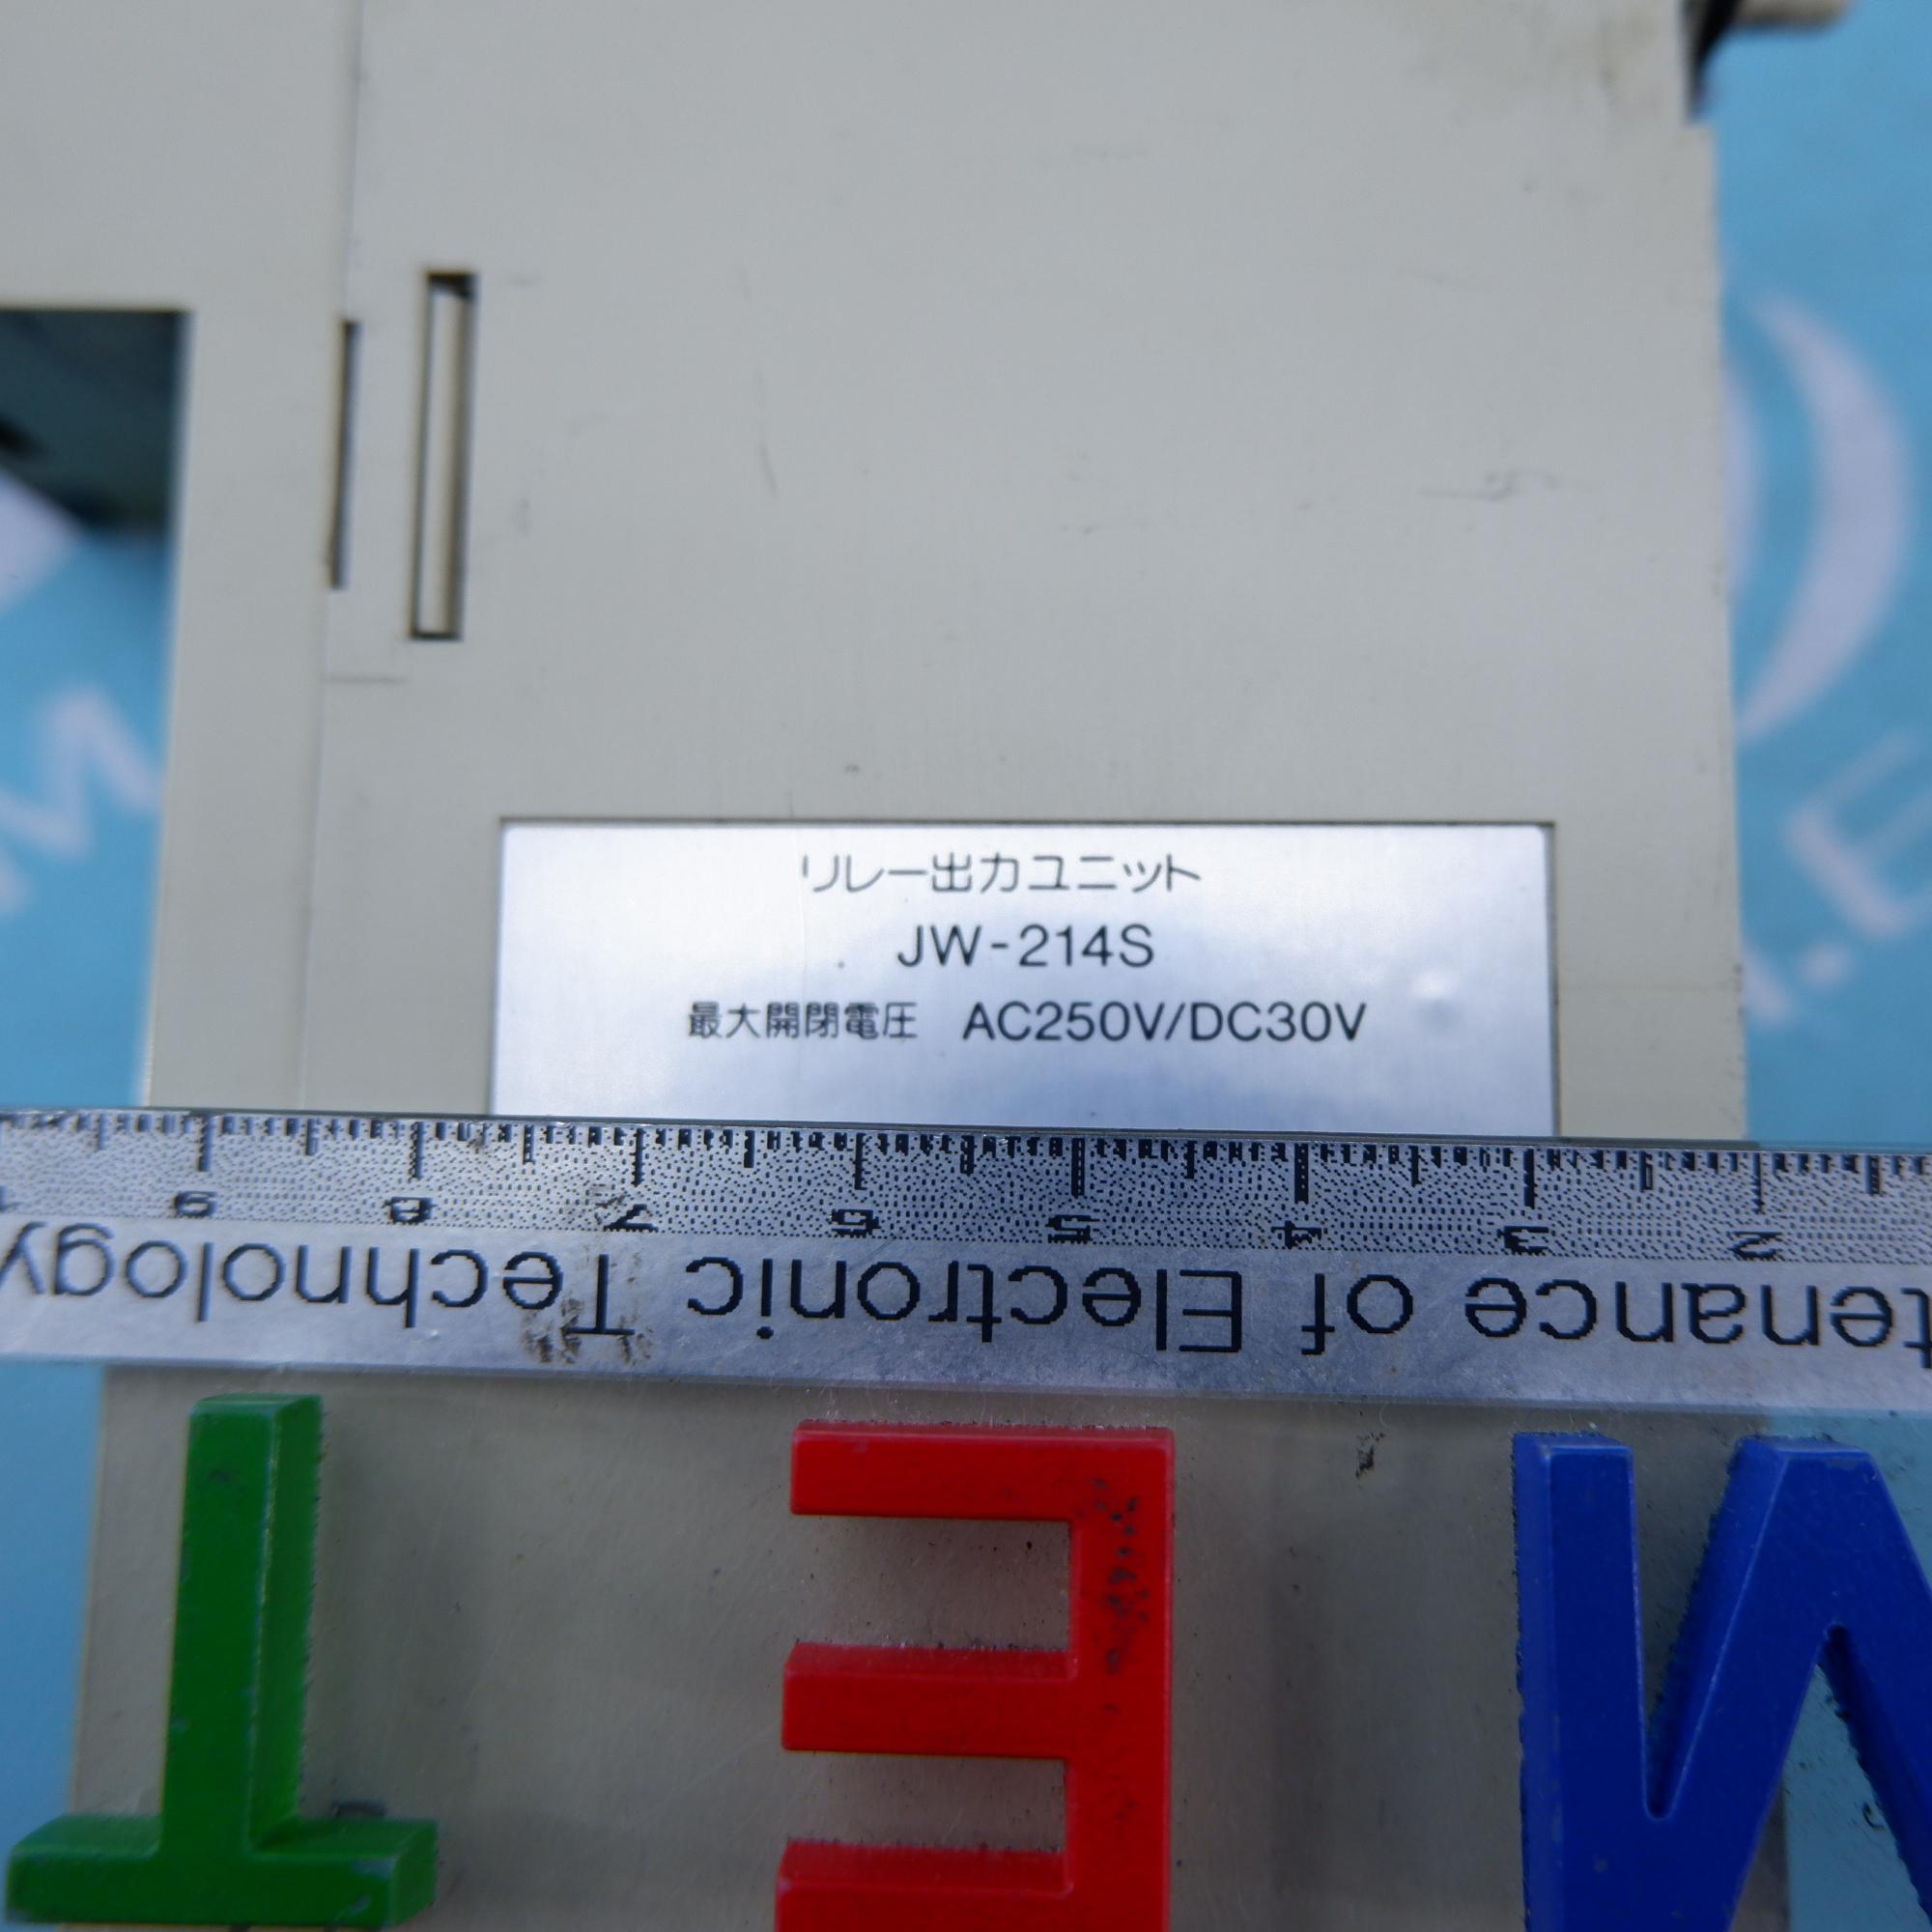 リレー出力ユニット
JW-214S
最大開閉電圧 AC250V/DC30V
9 8 7 6 5 4 3 2
tenance of Electronic Technology
M E T